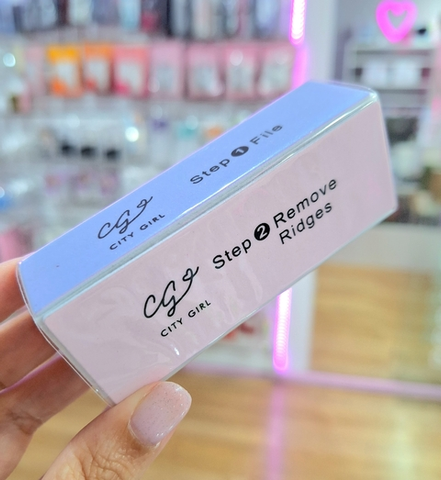 CG
CITY GIRL
Step 1 File
CG
CITY GIRL
Step 2 Remove
Ridges